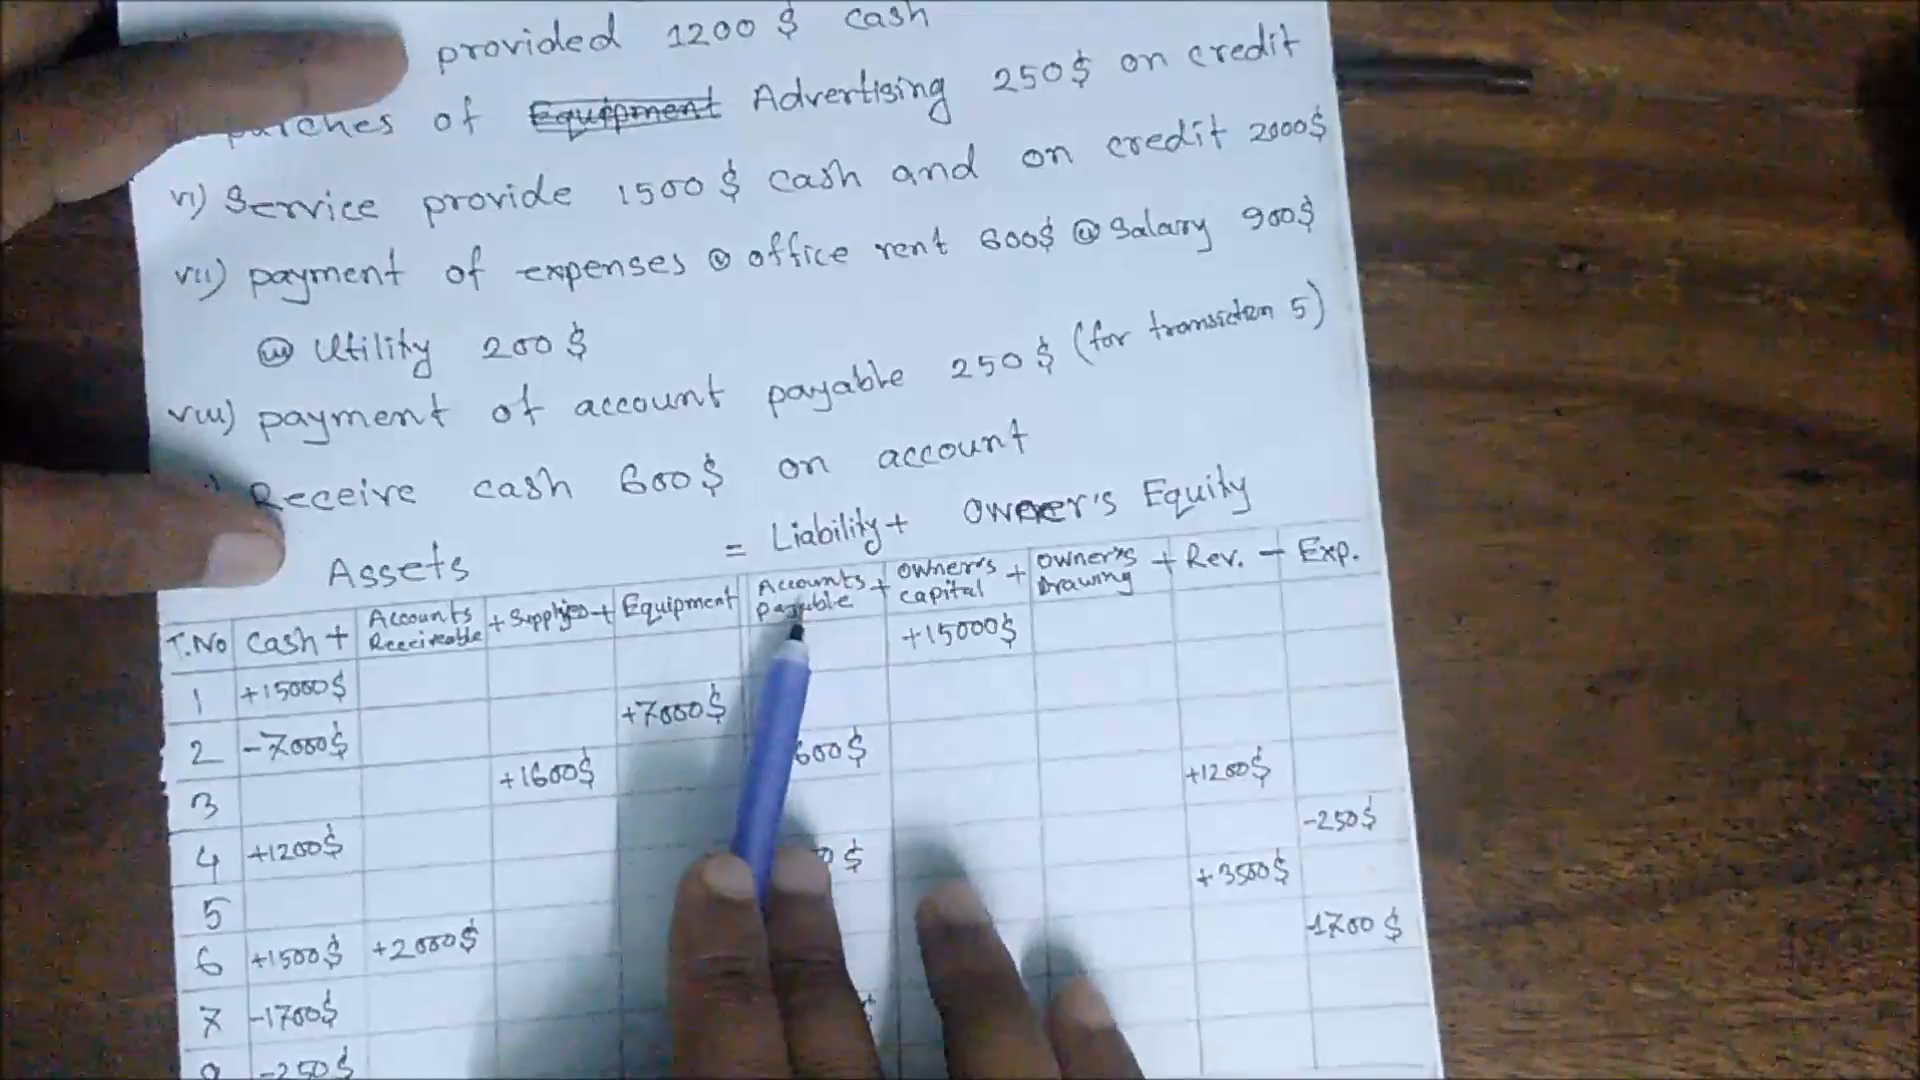 provided 1200 $ cash
of Equipment Advertising 250$ on credit
vi) Service provide 1500 $ cash and on credit 2000$
vii) payment of expenses (i) office rent 600$ (ii) salary 900$
(iii) Utility 200 $
viii) payment of account payable 250 $ (for transiction 5)
Receive cash 600 $ on account
Assets = Liability + Owner's Equity
T.No Cash + Accounts Receiveable + Supplies + Equipment Accounts payable + Owner's capital + Owner's Drawing + Rev. - Exp.
1 +15000$ +15000$
2 -7000$ +7000$
3 +1600$ 600$
4 +1200$ +1200$
5 $ -250$
6 +1500$ +2000$ +3500$
7 -1700$ -1700 $
-250$